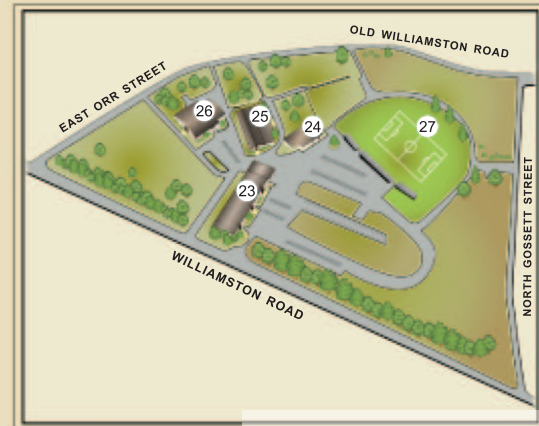 OLD WILLIAMSTON ROAD
EAST ORR STREET
26
25
24
27
23
WILLIAMSTON ROAD
NORTH GOSSETT STREET